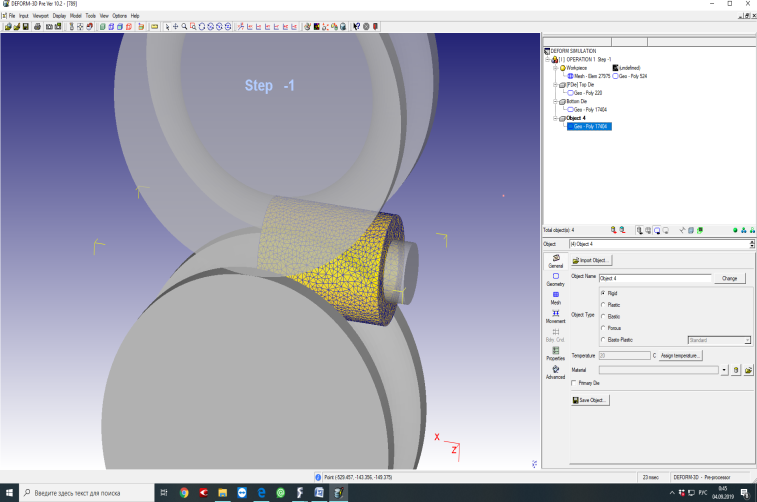 DEFORM-3D Pre Ver 10.2 - [789]
File Input Viewport Display Model Tools View Options Help
Step -1
X
Z
DEFORM SIMULATION
[1] OPERATION 1 Step -1
Workpiece (undefined)
Mesh - Elem 27575 Geo - Poly 524
[PDie] Top Die
Geo - Poly 220
Bottom Die
Geo - Poly 17404
Object 4
Geo - Poly 17404
Total object(s) 4
Object (4) Object 4
General
Import Object...
Geometry
Object Name Object 4 Change
Mesh
Movement
Object Type
Rigid
Plastic
Elastic
Porous
Elasto-Plastic Standard
Bdry. Cnd.
Properties
Temperature 20 C Assign temperature...
Advanced
Material
Primary Die
Save Object...
Point (-529.457, -143.356, -149.375)
23 msec DEFORM-3D - Pre-processor
Введите здесь текст для поиска
РУС
9:45
04.09.2019